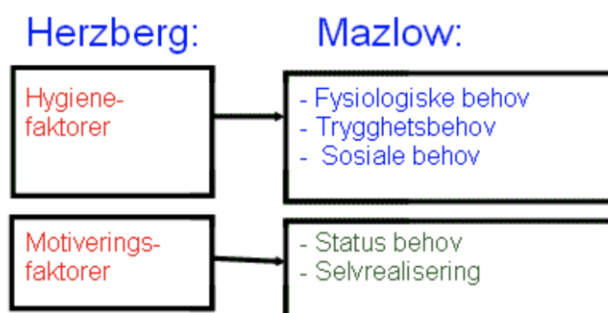 Herzberg:
Mazlow:
Hygiene-
faktorer
- Fysiologiske behov
- Trygghetsbehov
- Sosiale behov
Motiverings-
faktorer
- Status behov
- Selvrealisering